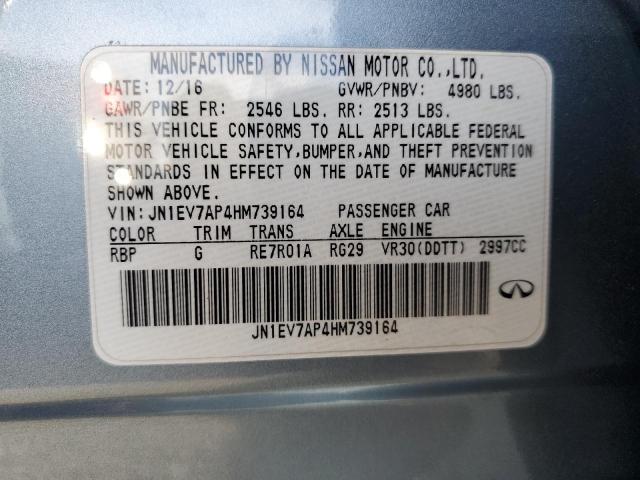 MANUFACTURED BY NISSAN MOTOR CO.,LTD.
DATE: 12/16 GVWR/PNBV: 4980 LBS.
GAWR/PNBE FR: 2546 LBS. RR: 2513 LBS.
THIS VEHICLE CONFORMS TO ALL APPLICABLE FEDERAL
MOTOR VEHICLE SAFETY,BUMPER,AND THEFT PREVENTION
STANDARDS IN EFFECT ON THE DATE OF MANUFACTURE
SHOWN ABOVE.
VIN:JN1EV7AP4HM739164 PASSENGER CAR
COLOR TRIM TRANS AXLE ENGINE
RBP G RE7R01A RG29 VR30(DDTT) 2997CC
JN1EV7AP4HM739164